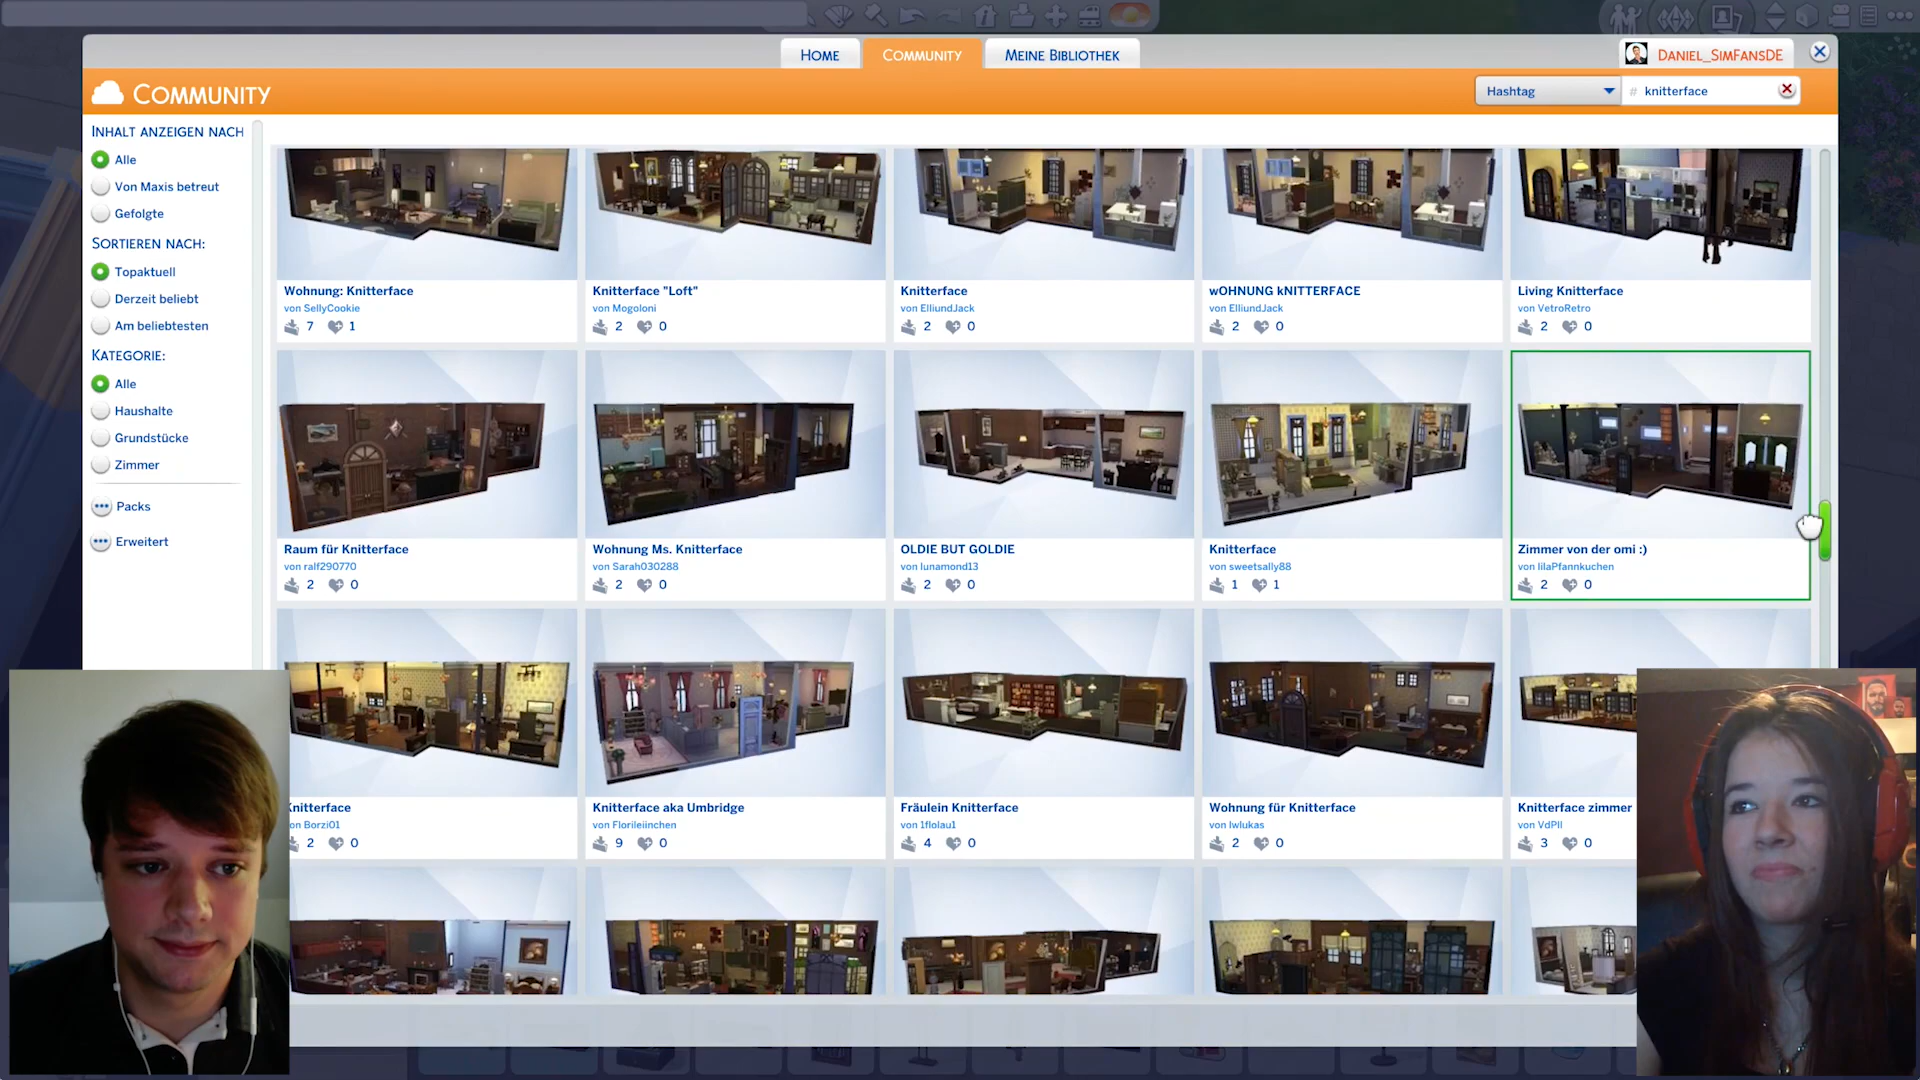 HOME
COMMUNITY
MEINE BIBLIOTHEK
DANIEL_SIMFANSDE
COMMUNITY
Hashtag
# knitterface
INHALT ANZEIGEN NACH
Alle
Von Maxis betreut
Gefolgte
SORTIEREN NACH:
Topaktuell
Derzeit beliebt
Am beliebtesten
KATEGORIE:
Alle
Haushalte
Grundstücke
Zimmer
Packs
Erweitert
Wohnung: Knitterface
von SellyCookie
7 1
Knitterface "Loft"
von Mogoloni
2 0
Knitterface
von ElliundJack
2 0
wOHNUNG kNITTERFACE
von ElliundJack
2 0
Living Knitterface
von VetroRetro
2 0
Raum für Knitterface
von ralf290770
2 0
Wohnung Ms. Knitterface
von Sarah030288
2 0
OLDIE BUT GOLDIE
von lunamond13
2 0
Knitterface
von sweetsally88
1 1
Zimmer von der omi :)
von lilaPfannkuchen
2 0
Knitterface
von Borzi01
2 0
Knitterface aka Umbridge
von Florileiinchen
9 0
Fräulein Knitterface
von 1flolau1
4 0
Wohnung für Knitterface
von lwlukas
2 0
Knitterface zimmer
von VdPll
3 0